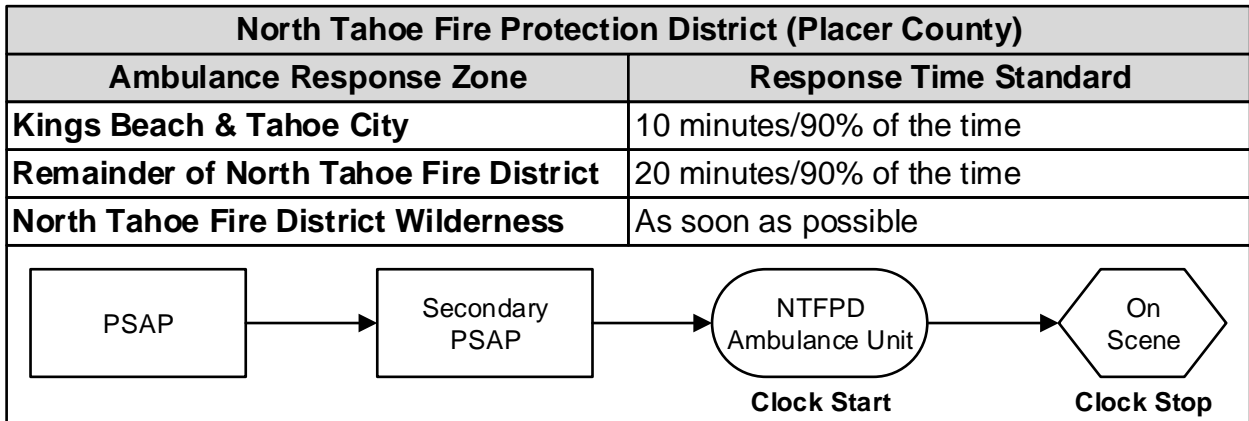 North Tahoe Fire Protection District (Placer County)
Ambulance Response Zone
Response Time Standard
Kings Beach & Tahoe City
10 minutes/90% of the time
Remainder of North Tahoe Fire District
20 minutes/90% of the time
North Tahoe Fire District Wilderness
As soon as possible
PSAP
Secondary
PSAP
NTFPD
Ambulance Unit
On
Scene
Clock Start
Clock Stop